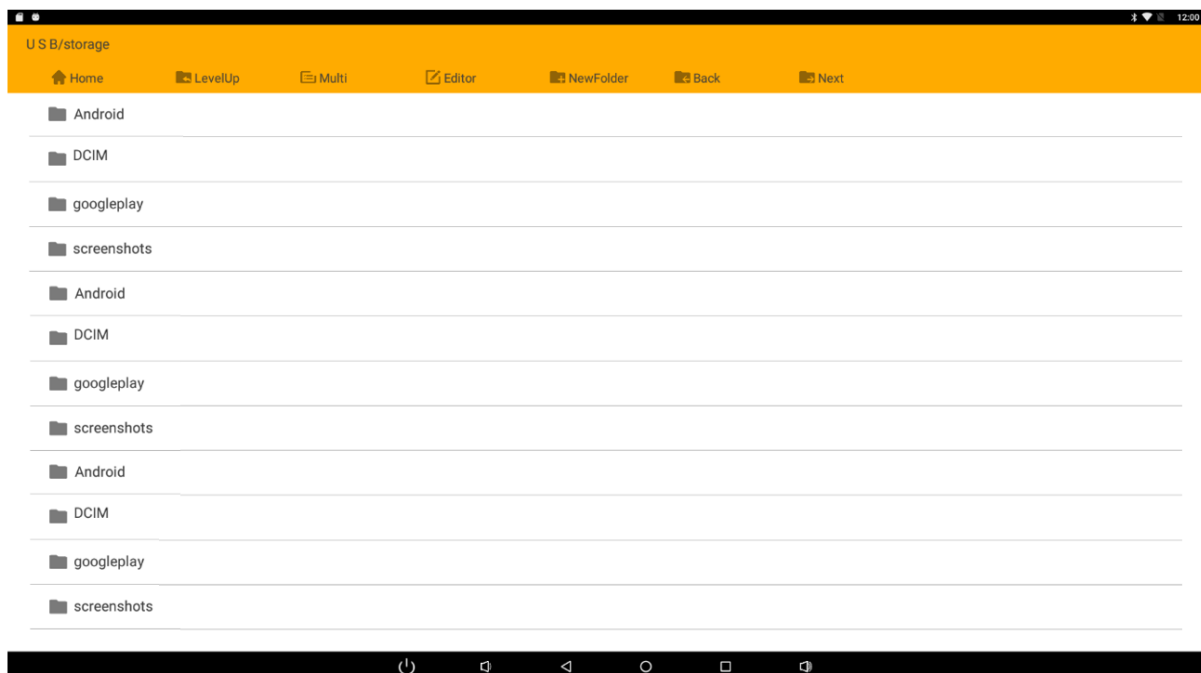 12:00
U S B/storage
Home LevelUp Multi Editor NewFolder Back Next
Android
DCIM
googleplay
screenshots
Android
DCIM
googleplay
screenshots
Android
DCIM
googleplay
screenshots